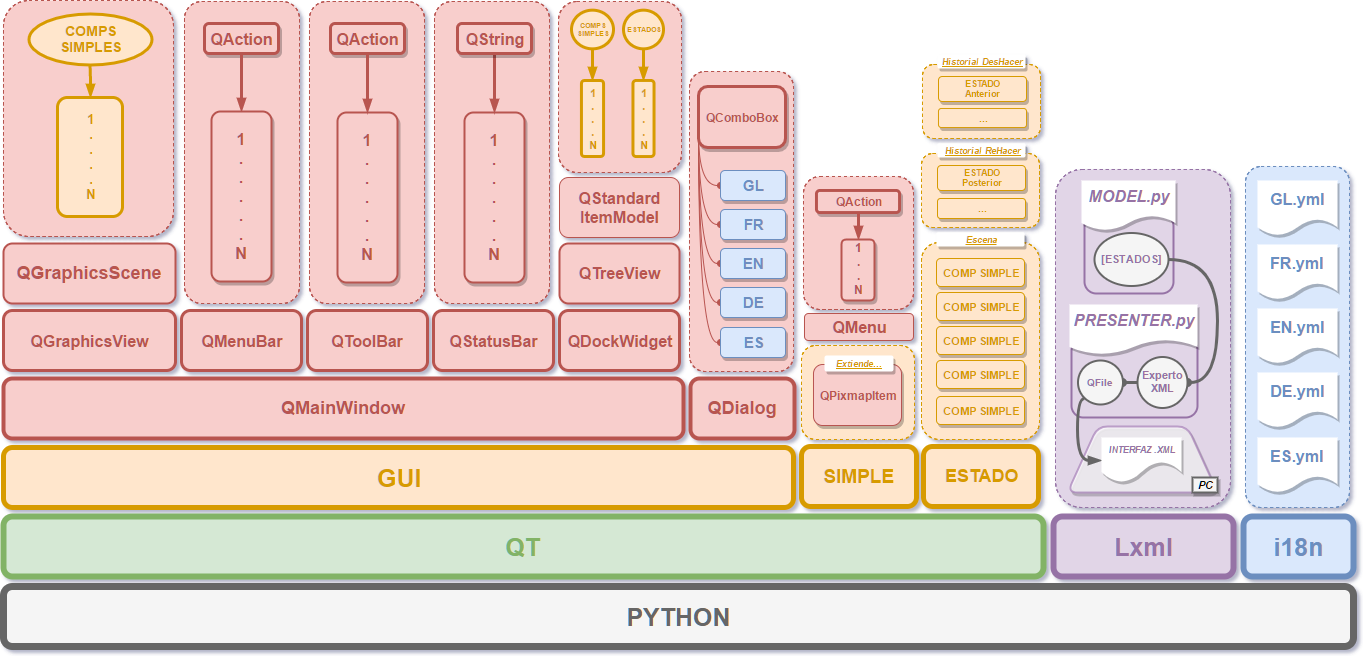 COMPS
SIMPLES
1
.
.
.
.
N
QGraphicsScene
QGraphicsView
QAction
1
.
.
.
.
N
QMenuBar
QAction
1
.
.
.
.
N
QToolBar
QString
1
.
.
.
.
N
QStatusBar
COMPS
SIMPLES
1
.
.
.
N
ESTADOS
1
.
.
.
N
QStandard
ItemModel
QTreeView
QDockWidget
QMainWindow
QComboBox
GL
FR
EN
DE
ES
QDialog
GUI
QAction
1
.
.
.
N
QMenu
Extiende...
QPixmapItem
SIMPLE
Historial DesHacer
ESTADO
Anterior
...
Historial ReHacer
ESTADO
Posterior
...
Escena
COMP SIMPLE
COMP SIMPLE
COMP SIMPLE
COMP SIMPLE
COMP SIMPLE
ESTADO
QT
MODEL.py
[ESTADOS]
PRESENTER.py
QFile
Experto
XML
INTERFAZ .XML
PC
Lxml
GL.yml
FR.yml
EN.yml
DE.yml
ES.yml
i18n
PYTHON